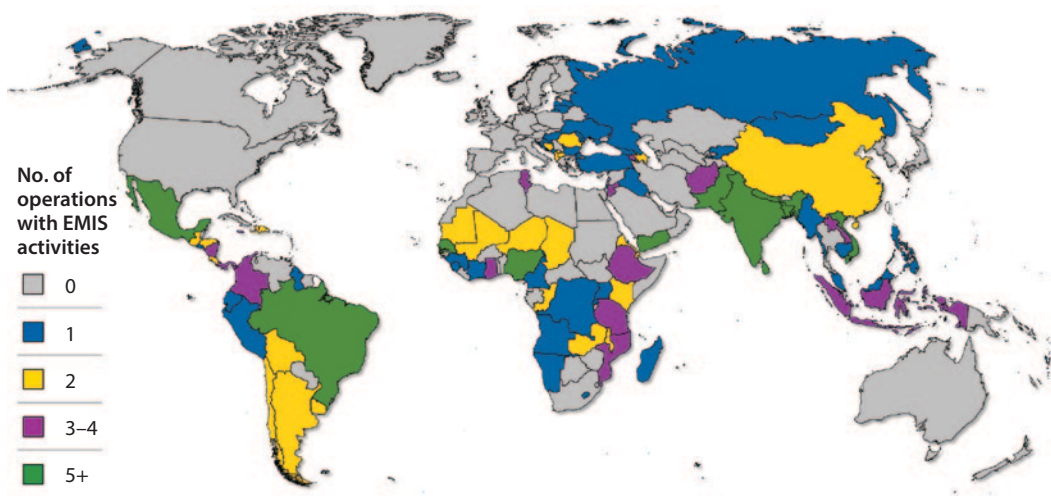 No. of
operations
with EMIS
activities
0
1
2
3–4
5+